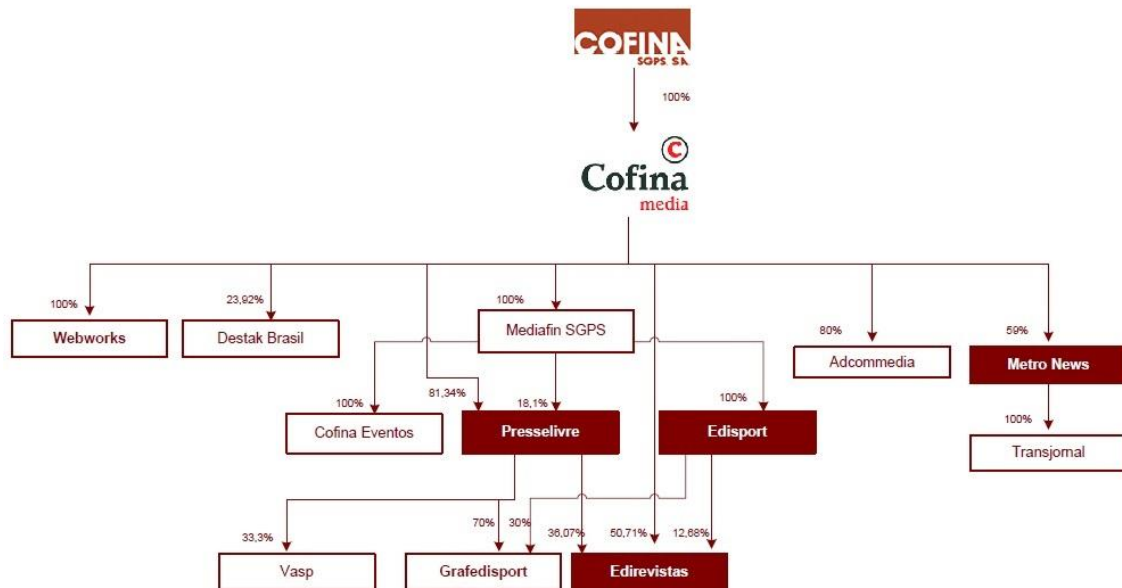 COFINA
SGPS, SA
100%
C
Cofina
media
100%
23,92%
100%
80%
59%
Webworks
Destak Brasil
Mediafin SGPS
Adcommedia
Metro News
81,34%
100%
18,1%
100%
100%
Cofina Eventos
Presselivre
Edisport
Transjornal
33,3%
70%
30%
36,07%
50,71%
12,68%
Vasp
Grafedisport
Edirevistas